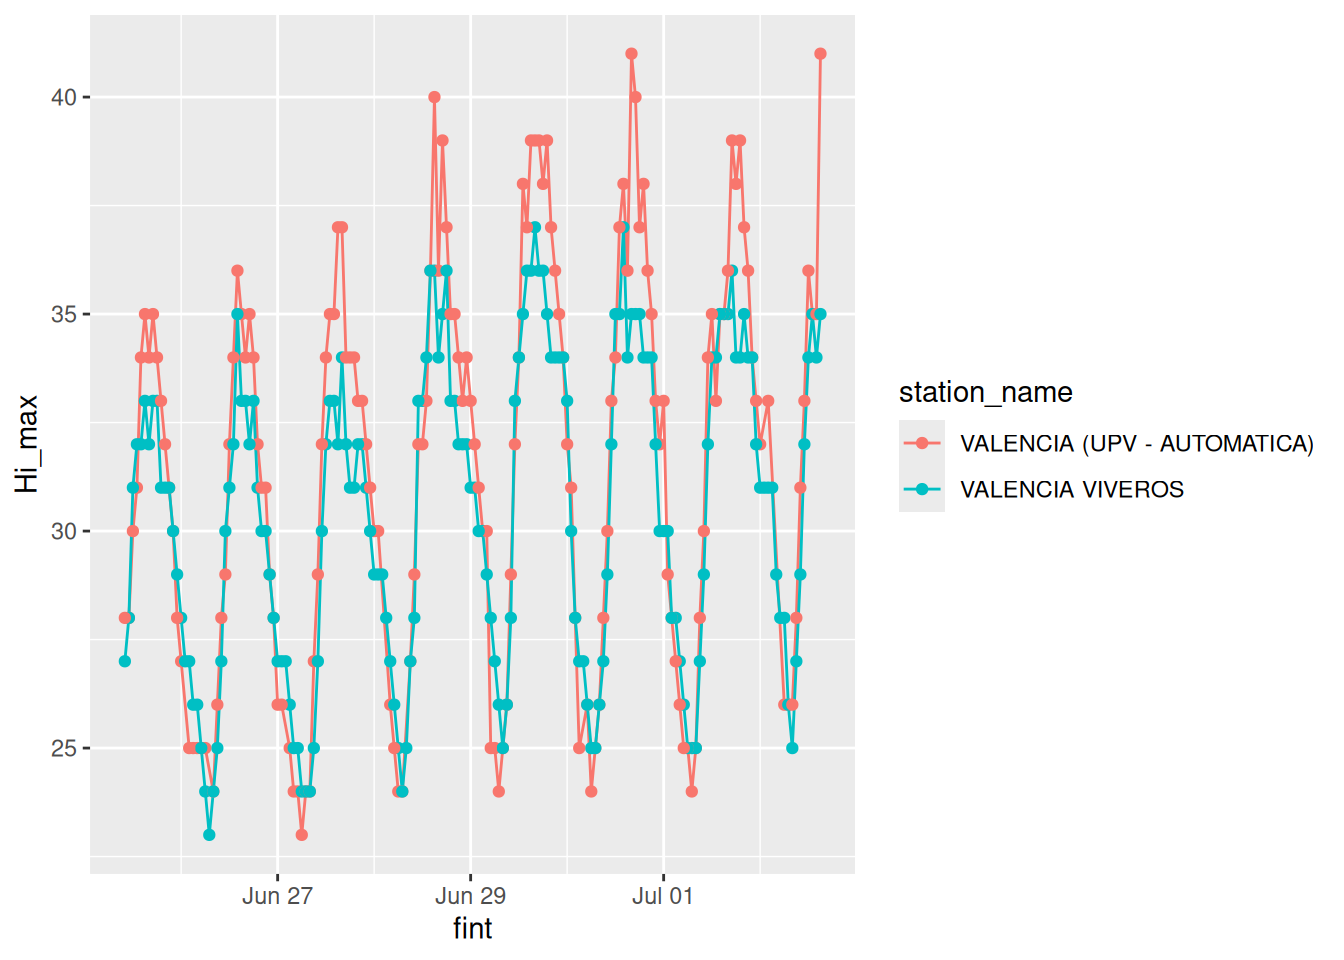 40
35
30
25
Hi_max
Jun 27
Jun 29
Jul 01
fint
station_name
VALENCIA (UPV - AUTOMATICA)
VALENCIA VIVEROS